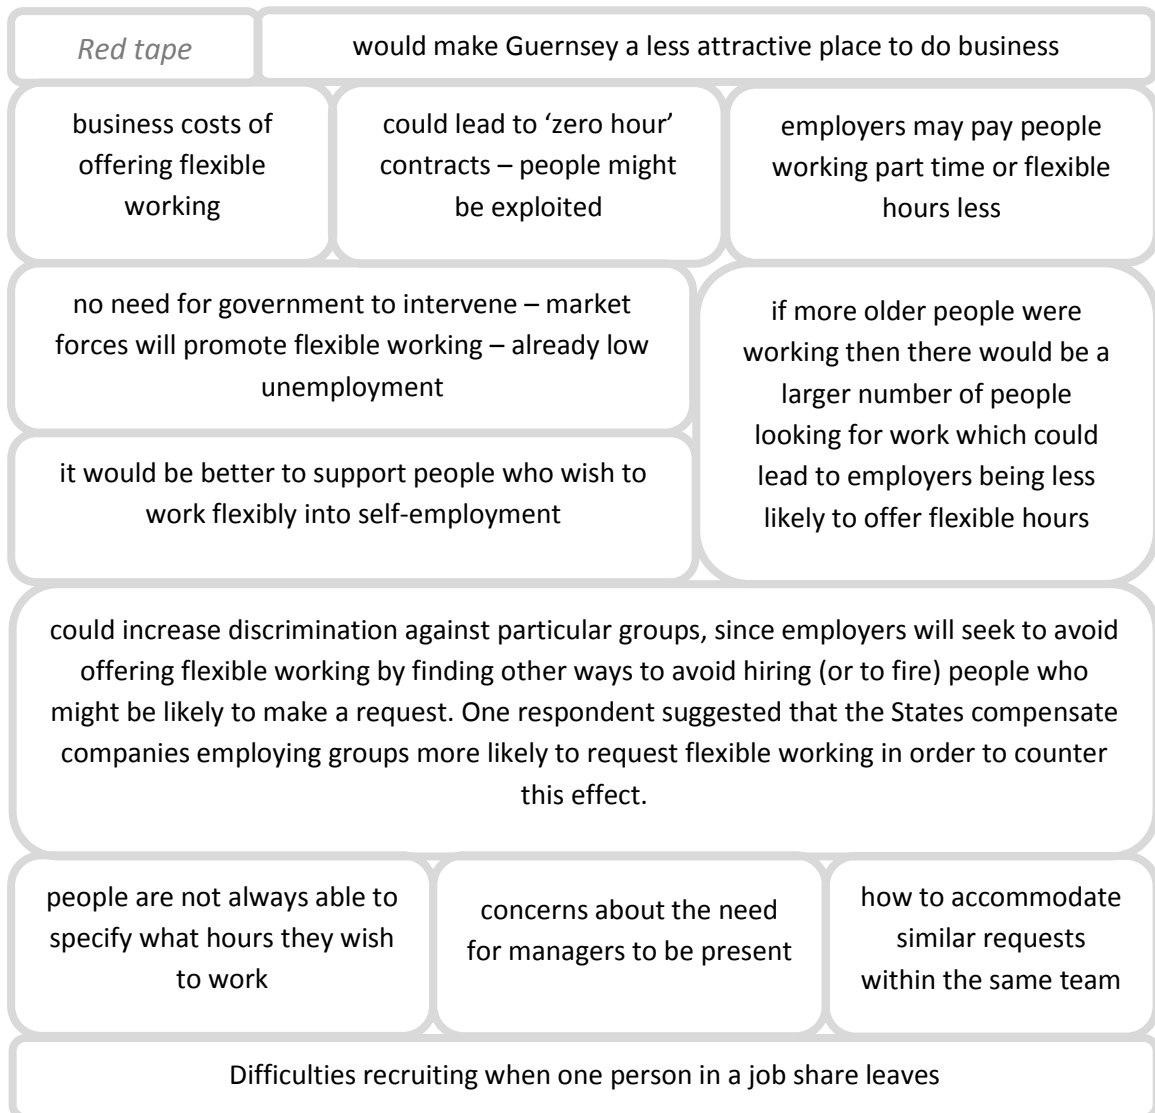 Red tape
would make Guernsey a less attractive place to do business
business costs of
offering flexible
working
could lead to ‘zero hour’
contracts – people might
be exploited
employers may pay people
working part time or flexible
hours less
no need for government to intervene – market
forces will promote flexible working – already low
unemployment
if more older people were
working then there would be a
larger number of people
looking for work which could
lead to employers being less
likely to offer flexible hours
it would be better to support people who wish to
work flexibly into self-employment
could increase discrimination against particular groups, since employers will seek to avoid
offering flexible working by finding other ways to avoid hiring (or to fire) people who
might be likely to make a request. One respondent suggested that the States compensate
companies employing groups more likely to request flexible working in order to counter
this effect.
people are not always able to
specify what hours they wish
to work
concerns about the need
for managers to be present
how to accommodate
similar requests
within the same team
Difficulties recruiting when one person in a job share leaves